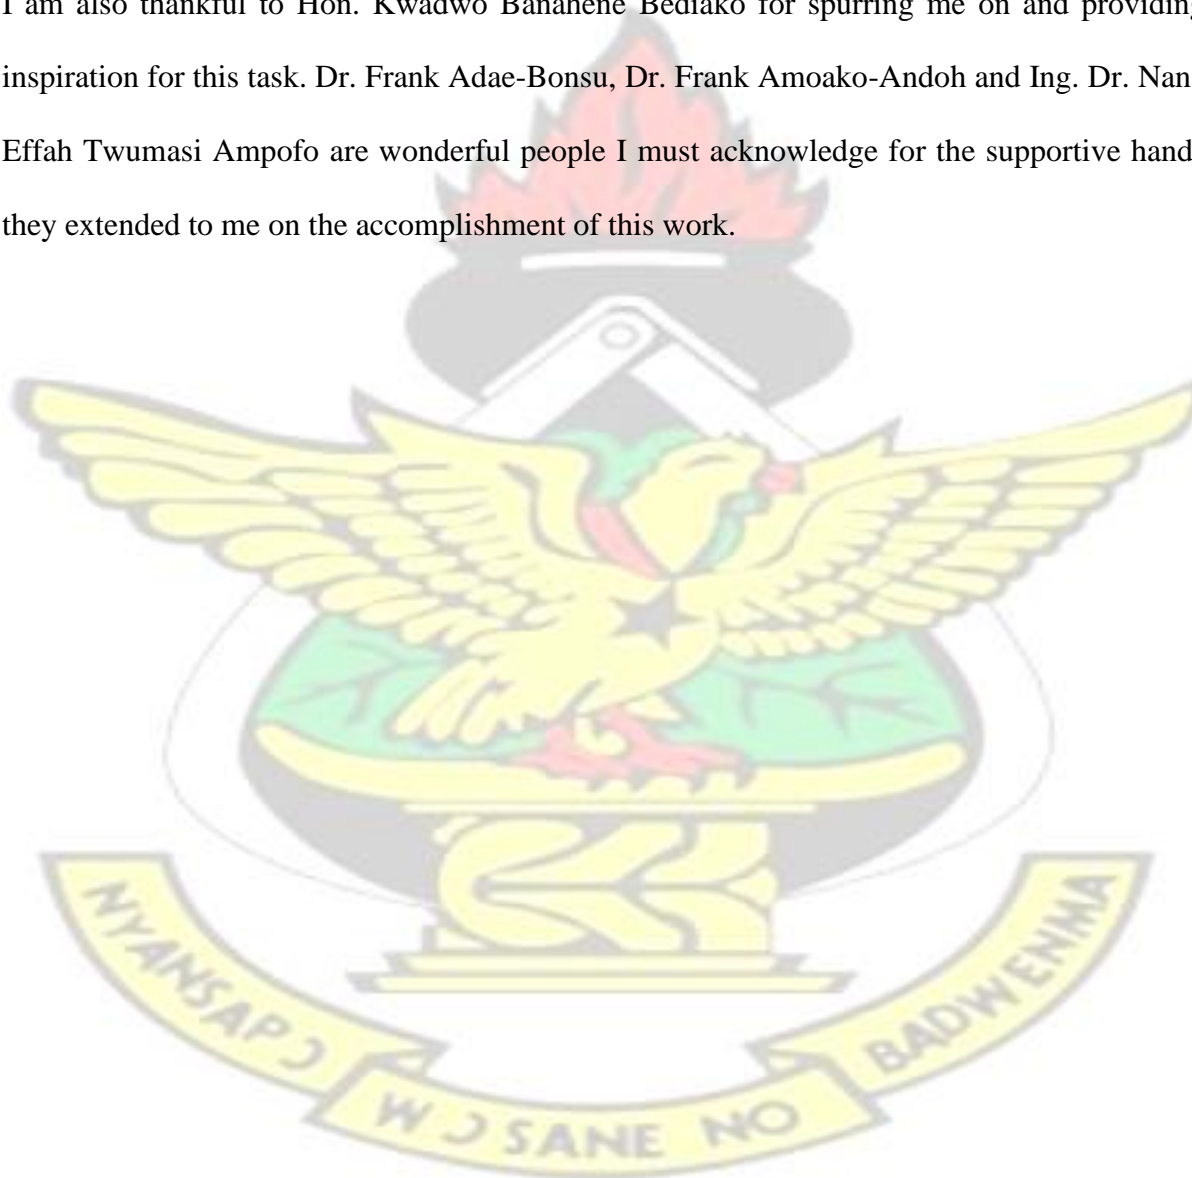 I am also thankful to Hon. Kwadwo Banahene Bediako for spurring me on and providing
inspiration for this task. Dr. Frank Adae-Bonsu, Dr. Frank Amoako-Andoh and Ing. Dr. Nan
Effah Twumasi Ampofo are wonderful people I must acknowledge for the supportive hand
they extended to me on the accomplishment of this work.
NYANSAPƆ
WƆSANE NO
BADWENMA